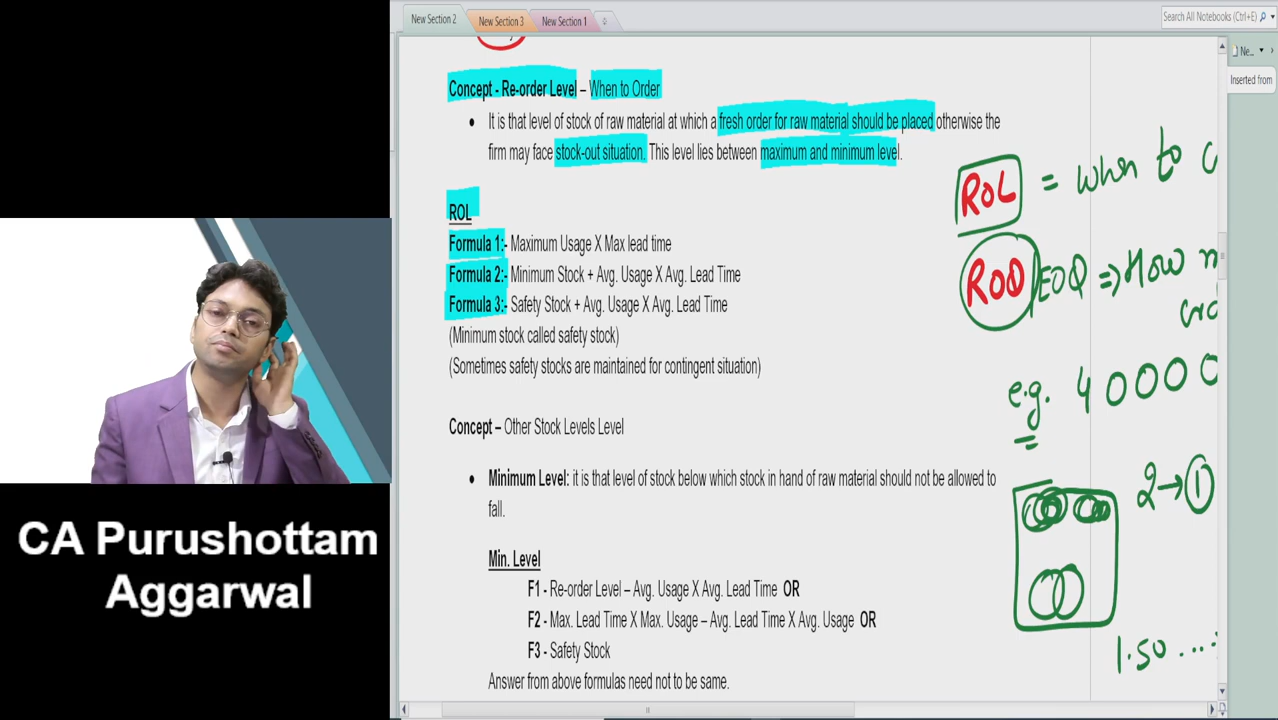 New Section 2
New Section 3
New Section 1
Search All Notebooks (Ctrl+E)
Ne...
Inserted from
Concept - Re-order Level – When to Order
• It is that level of stock of raw material at which a fresh order for raw material should be placed otherwise the
firm may face stock-out situation. This level lies between maximum and minimum level.
ROL
Formula 1:- Maximum Usage X Max lead time
Formula 2:- Minimum Stock + Avg. Usage X Avg. Lead Time
Formula 3:- Safety Stock + Avg. Usage X Avg. Lead Time
(Minimum stock called safety stock)
(Sometimes safety stocks are maintained for contingent situation)
Concept – Other Stock Levels Level
• Minimum Level: it is that level of stock below which stock in hand of raw material should not be allowed to
fall.
Min. Level
F1 - Re-order Level – Avg. Usage X Avg. Lead Time OR
F2 - Max. Lead Time X Max. Usage – Avg. Lead Time X Avg. Usage OR
F3 - Safety Stock
Answer from above formulas need not to be same.
ROL = when to
ROQ EOQ => How
e.g. 40000
2 → 1
1.50 ....
CA Purushottam
Aggarwal